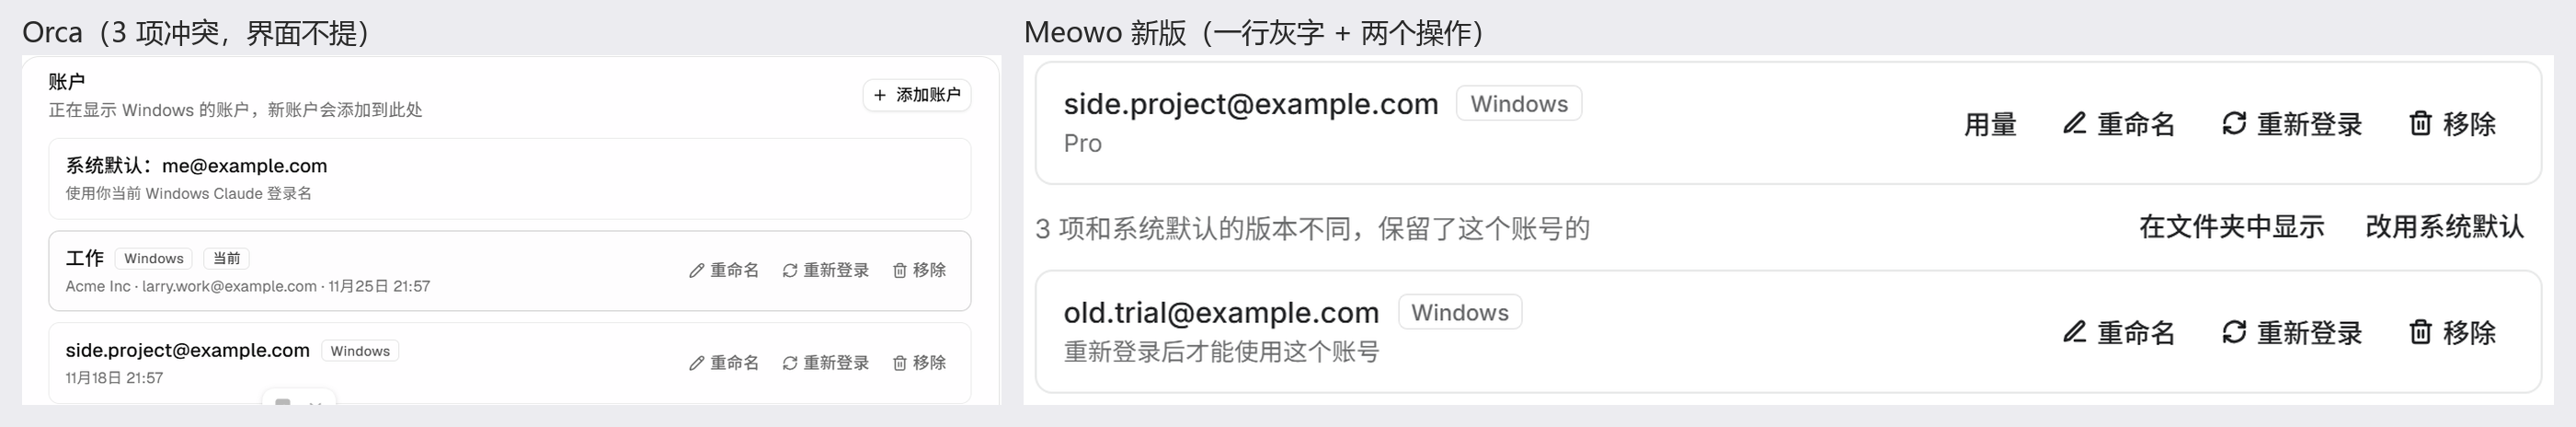 Orca（3 项冲突，界面不提）
账户
正在显示 Windows 的账户，新账户会添加到此处
添加账户
系统默认：me@example.com
使用你当前 Windows Claude 登录名
工作 Windows 当前
Acme Inc · larry.work@example.com · 11月25日 21:57
重命名 重新登录 移除
side.project@example.com Windows
11月18日 21:57
重命名 重新登录 移除
Meowo 新版（一行灰字 + 两个操作）
side.project@example.com Windows
Pro
用量 重命名 重新登录 移除
3 项和系统默认的版本不同，保留了这个账号的
在文件夹中显示 改用系统默认
old.trial@example.com Windows
重新登录后才能使用这个账号
重命名 重新登录 移除